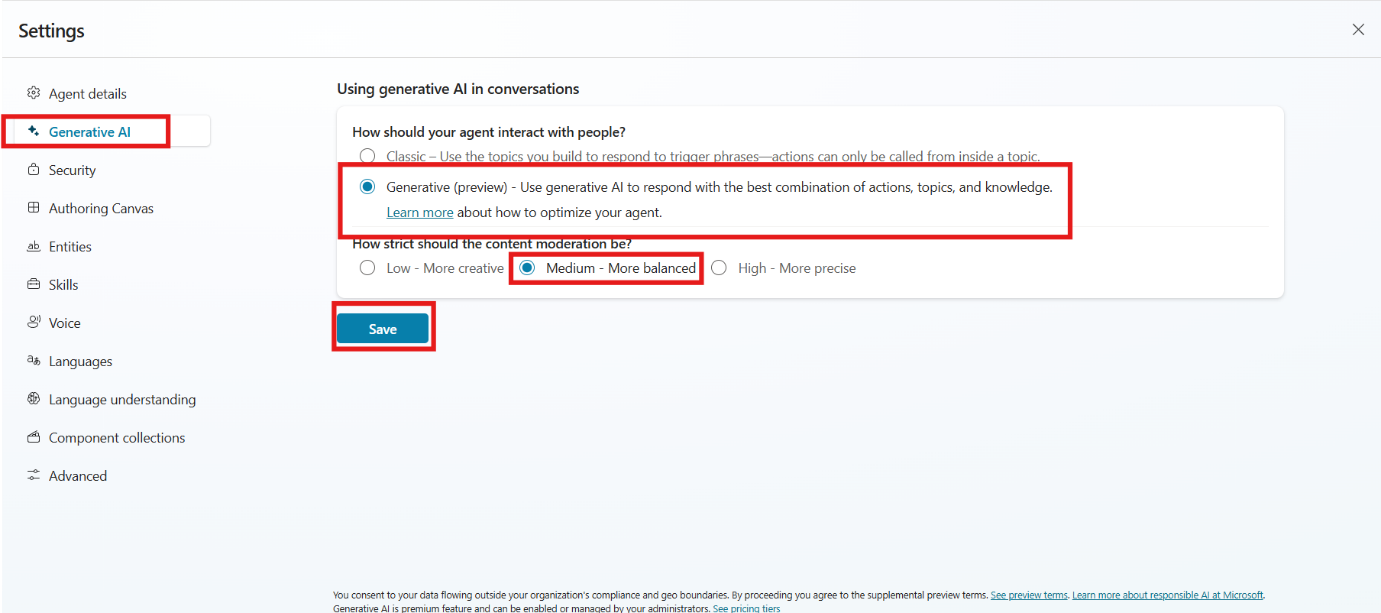 Settings
Agent details
Generative AI
Security
Authoring Canvas
Entities
Skills
Voice
Languages
Language understanding
Component collections
Advanced
Using generative AI in conversations
How should your agent interact with people?
Classic – Use the topics you build to respond to trigger phrases—actions can only be called from inside a topic.
Generative (preview) - Use generative AI to respond with the best combination of actions, topics, and knowledge.
Learn more about how to optimize your agent.
How strict should the content moderation be?
Low - More creative Medium - More balanced High - More precise
Save
You consent to your data flowing outside your organization's compliance and geo boundaries. By proceeding you agree to the supplemental preview terms. See preview terms. Learn more about responsible AI at Microsoft.
Generative AI is premium feature and can be enabled or managed by your administrators. See pricing tiers